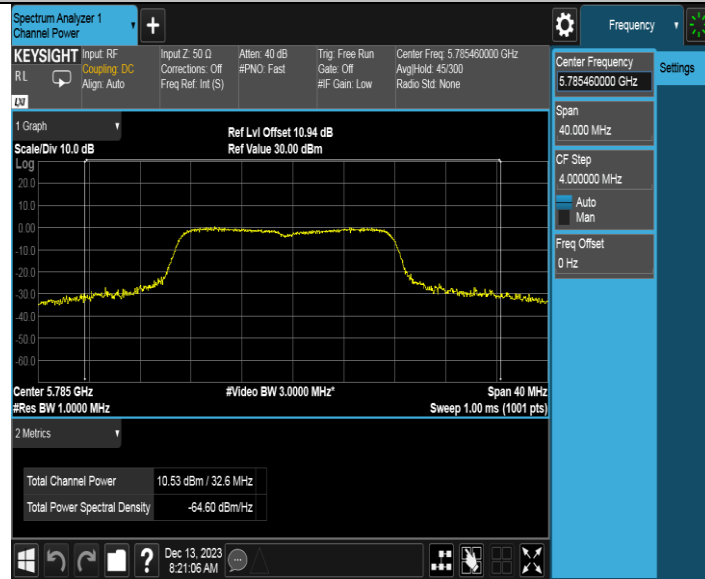 Spectrum Analyzer 1
Channel Power
+
Frequency
KEYSIGHT
RL
LXI
Input: RF
Coupling: DC
Align: Auto
Input Z: 50 Ω
Corrections: Off
Freq Ref: Int (S)
Atten: 40 dB
#PNO: Fast
Trig: Free Run
Gate: Off
#IF Gain: Low
Center Freq: 5.785460000 GHz
Avg|Hold: 45/300
Radio Std: None
1 Graph
Scale/Div 10.0 dB
Ref Lvl Offset 10.94 dB
Ref Value 30.00 dBm
Log
20.0
10.0
0.00
-10.0
-20.0
-30.0
-40.0
-50.0
-60.0
Center 5.785 GHz
#Res BW 1.0000 MHz
#Video BW 3.0000 MHz*
Span 40 MHz
Sweep 1.00 ms (1001 pts)
2 Metrics
Total Channel Power 10.53 dBm / 32.6 MHz
Total Power Spectral Density -64.60 dBm/Hz
?
Dec 13, 2023
8:21:06 AM
Center Frequency
5.785460000 GHz
Settings
Span
40.000 MHz
CF Step
4.000000 MHz
Auto
Man
Freq Offset
0 Hz